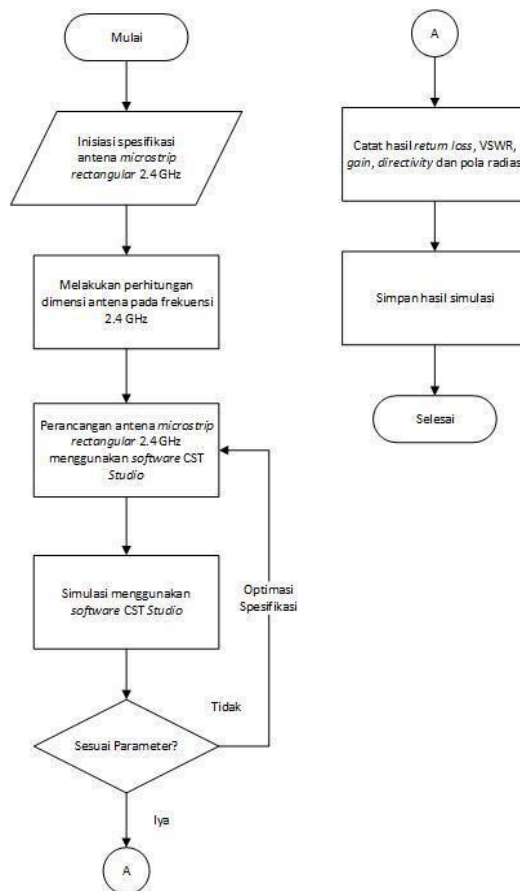 Mulai
Inisiasi spesifikasi
antena microstrip
rectangular 2.4 GHz
Melakukan perhitungan
dimensi antena pada frekuensi
2.4 GHz
Perancangan antena microstrip
rectangular 2.4 GHz
menggunakan software CST
Studio
Simulasi menggunakan
software CST Studio
Optimasi
Spesifikasi
Tidak
Sesuai Parameter?
Iya
A
A
Catat hasil return loss, VSWR,
gain, directivity dan pola radias
Simpan hasil simulasi
Selesai